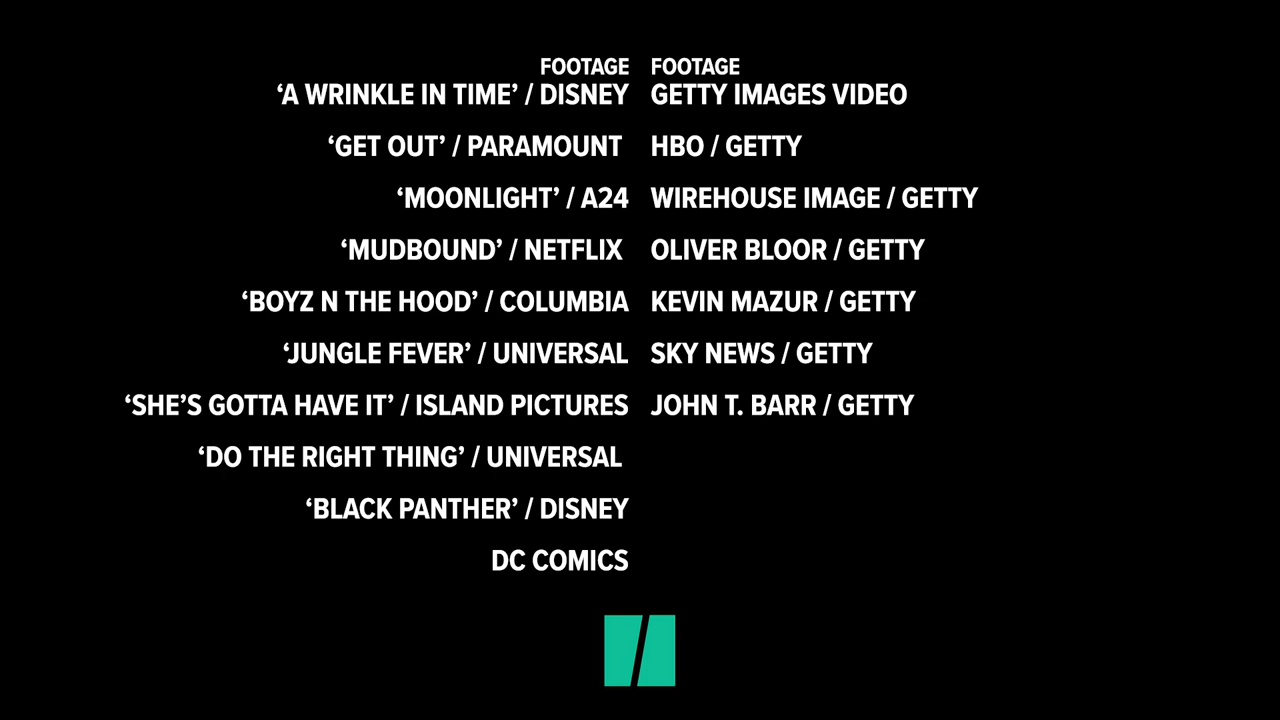 FOOTAGE
‘A WRINKLE IN TIME’ / DISNEY
‘GET OUT’ / PARAMOUNT
‘MOONLIGHT’ / A24
‘MUDBOUND’ / NETFLIX
‘BOYZ N THE HOOD’ / COLUMBIA
‘JUNGLE FEVER’ / UNIVERSAL
‘SHE’S GOTTA HAVE IT’ / ISLAND PICTURES
‘DO THE RIGHT THING’ / UNIVERSAL
‘BLACK PANTHER’ / DISNEY
DC COMICS
FOOTAGE
GETTY IMAGES VIDEO
HBO / GETTY
WIREHOUSE IMAGE / GETTY
OLIVER BLOOR / GETTY
KEVIN MAZUR / GETTY
SKY NEWS / GETTY
JOHN T. BARR / GETTY